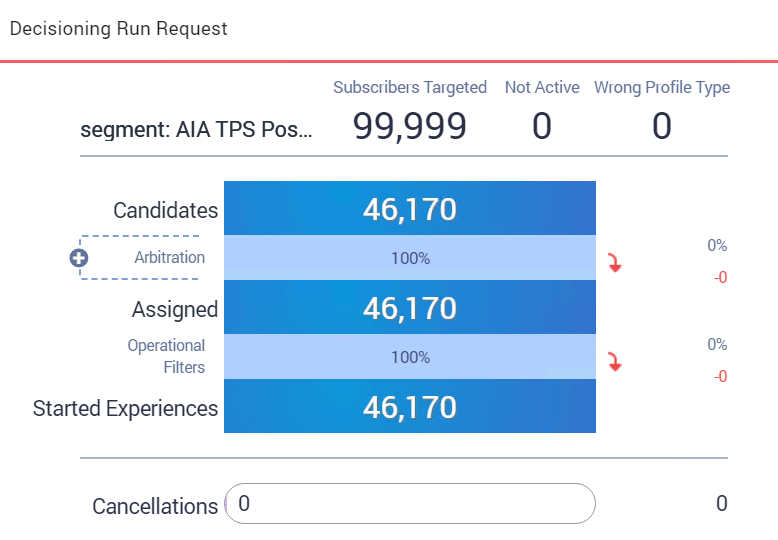 Decisioning Run Request
Subscribers Targeted Not Active Wrong Profile Type
segment: AIA TPS Pos... 99,999 0 0
Candidates 46,170
Arbitration 100% 0%
-0
Assigned 46,170
Operational
Filters 100% 0%
-0
Started Experiences 46,170
Cancellations 0 0